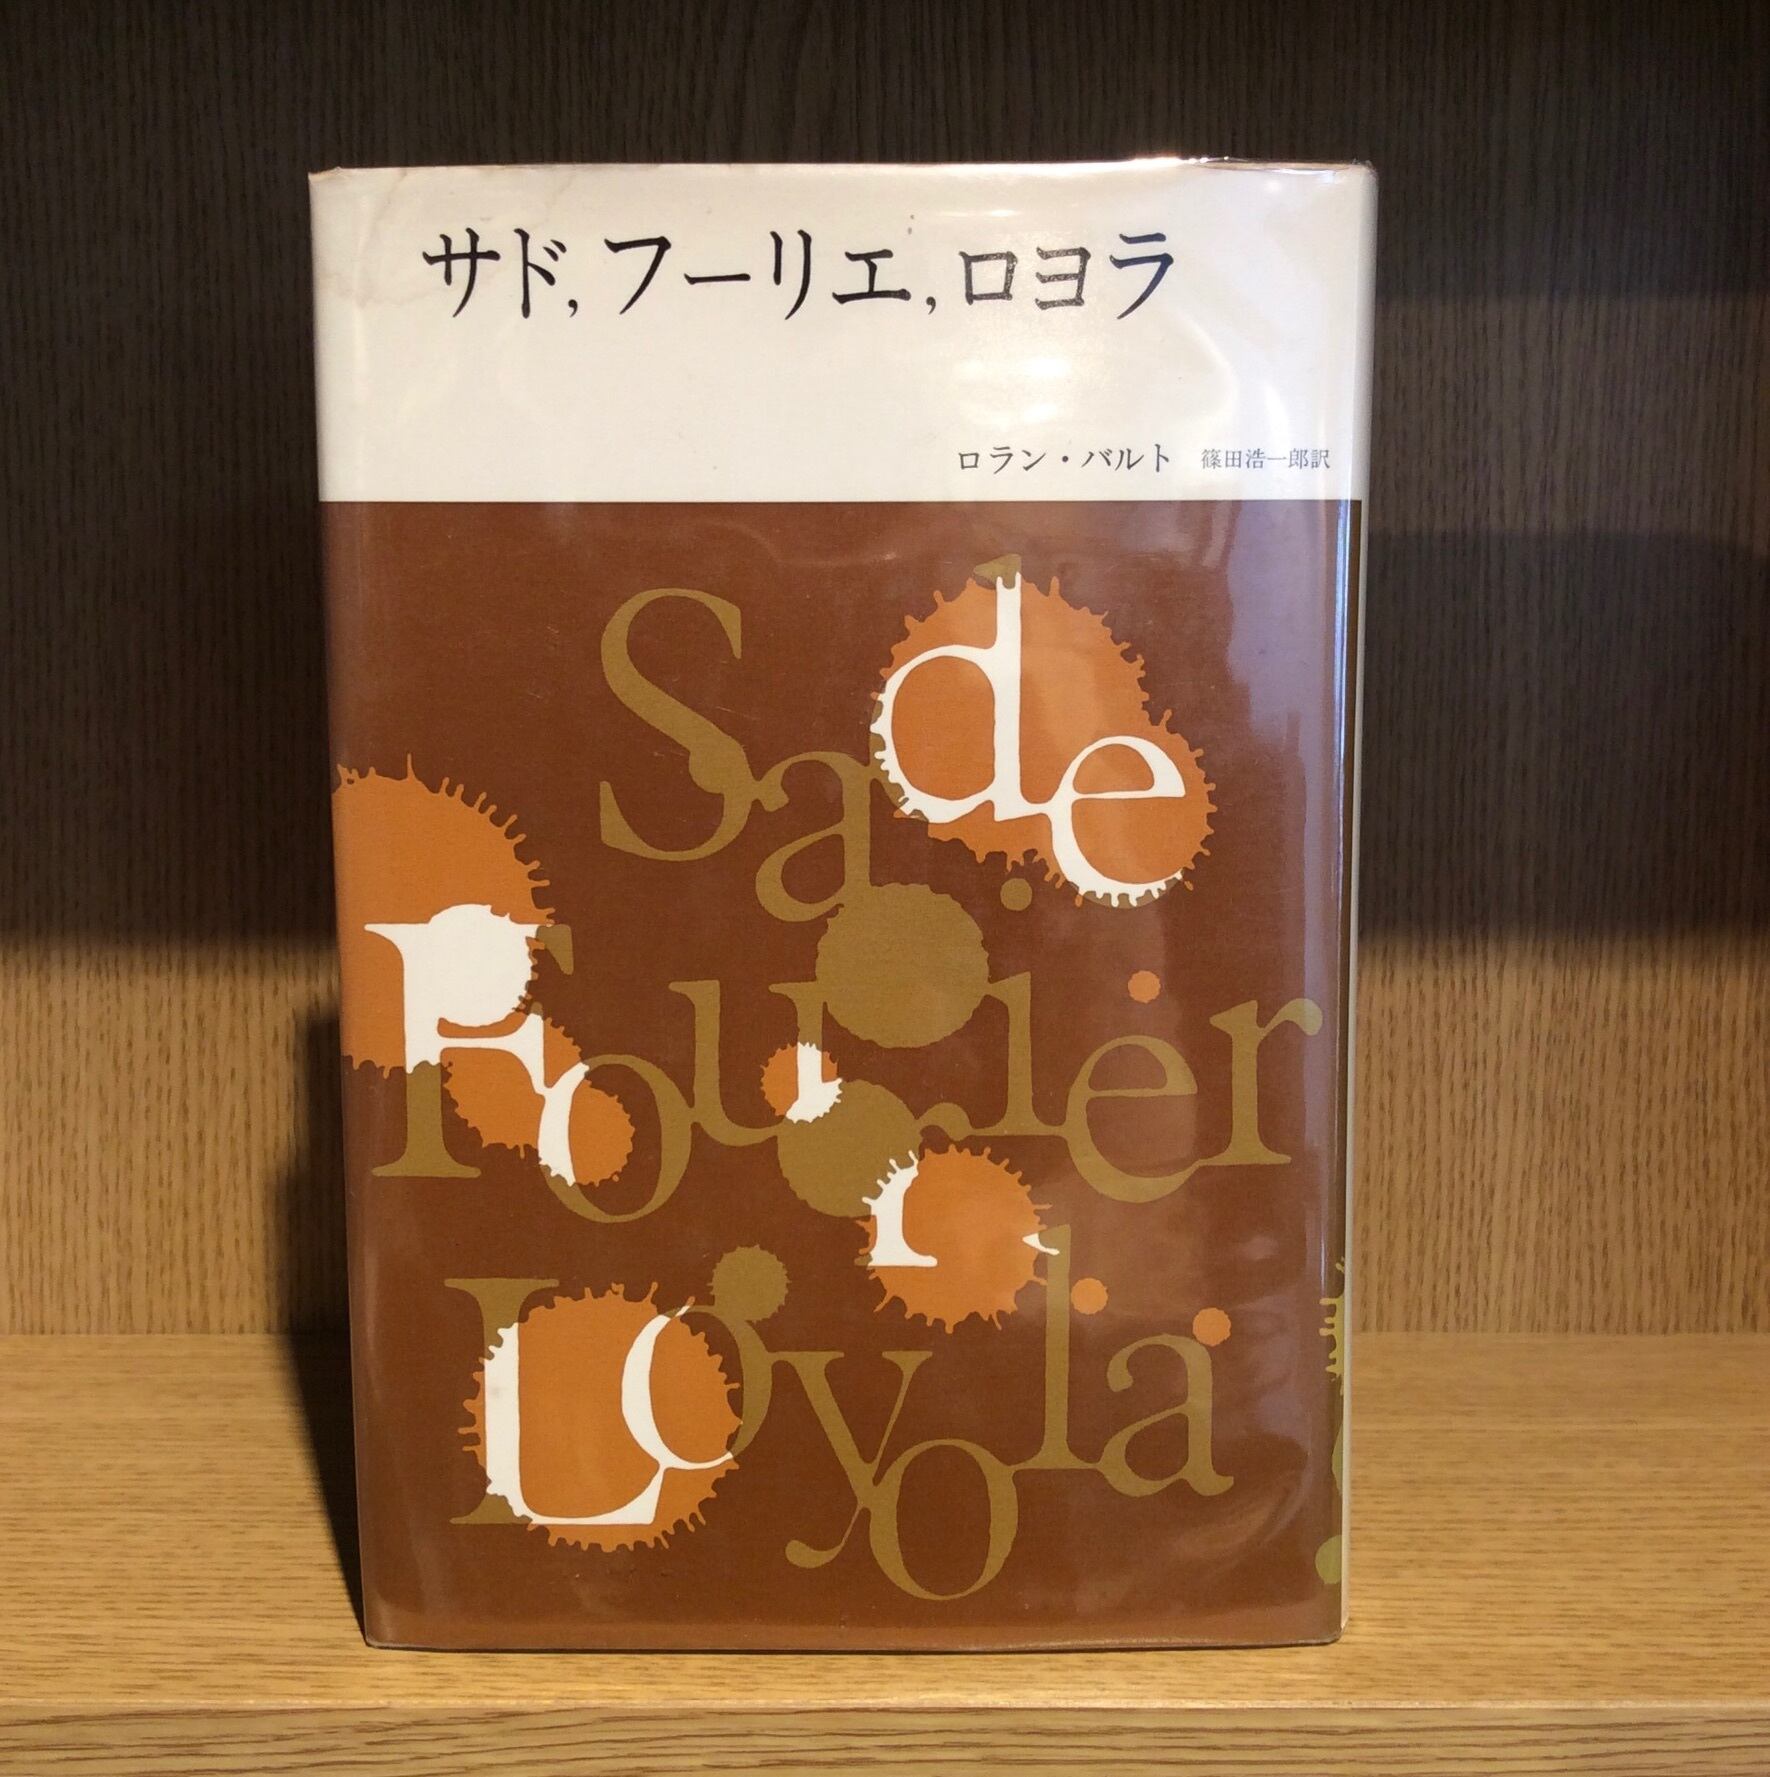 サド,フーリエ,ロヨラ
ロラン・バルト 篠田浩一郎訳
Sade
Fourier
Loyola